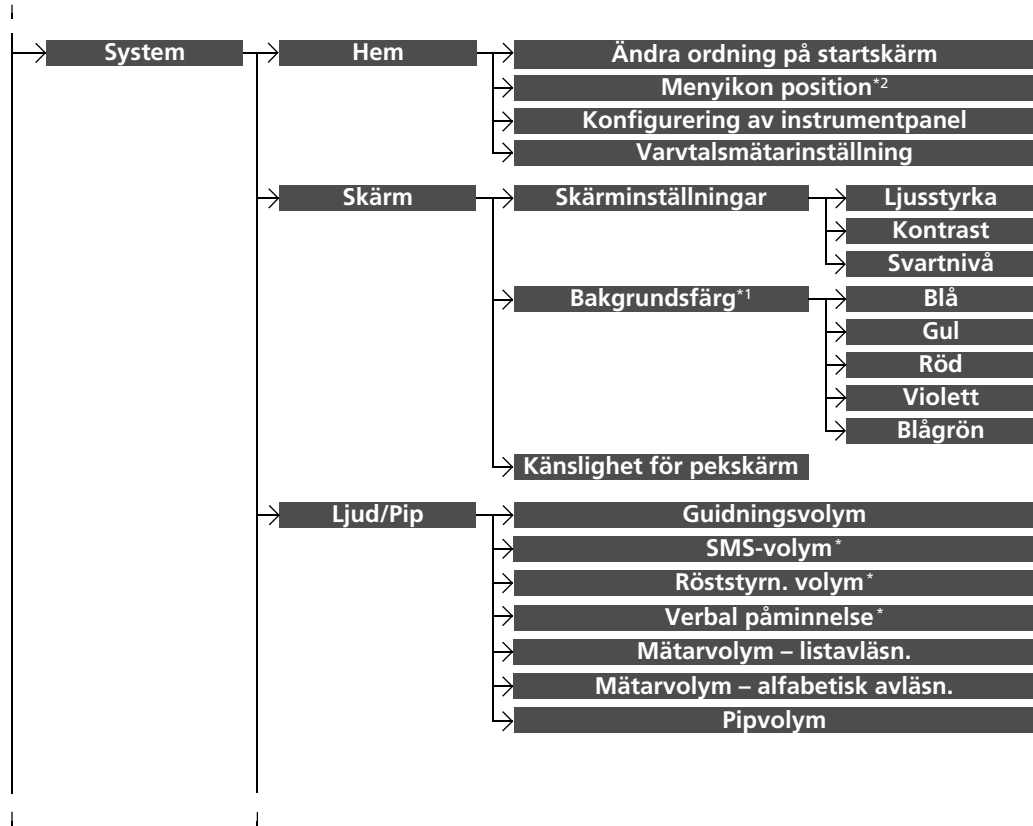 System
Hem
Ändra ordning på startskärm
Menyikon position*2
Konfigurering av instrumentpanel
Varvtalsmätarinställning
Skärm
Skärminställningar
Ljusstyrka
Kontrast
Svartnivå
Bakgrundsfärg*1
Blå
Gul
Röd
Violett
Blågrön
Känslighet för pekskärm
Ljud/Pip
Guidningsvolym
SMS-volym*
Röststyrn. volym*
Verbal påminnelse*
Mätarvolym – listavläsn.
Mätarvolym – alfabetisk avläsn.
Pipvolym